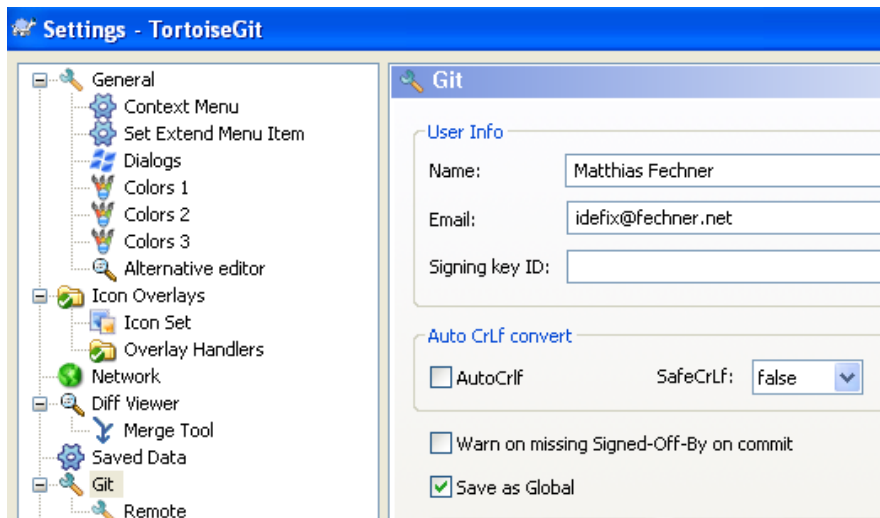 Settings - TortoiseGit
General
Context Menu
Set Extend Menu Item
Dialogs
Colors 1
Colors 2
Colors 3
Alternative editor
Icon Overlays
Icon Set
Overlay Handlers
Network
Diff Viewer
Merge Tool
Saved Data
Git
Remote
Git
User Info
Name: Matthias Fechner
Email: idefix@fechner.net
Signing key ID:
Auto CrLf convert
AutoCrlf SafeCrLf: false
Warn on missing Signed-Off-By on commit
Save as Global